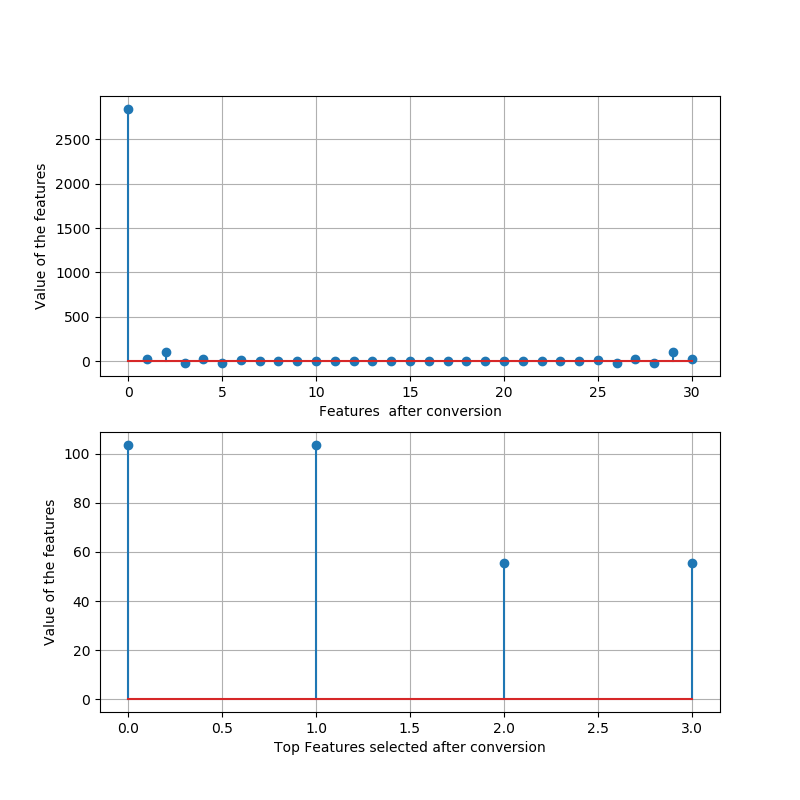 Value of the features
2500
2000
1500
1000
500
0
0 5 10 15 20 25 30
Features  after conversion
Value of the features
100
80
60
40
20
0
0.0 0.5 1.0 1.5 2.0 2.5 3.0
Top Features selected after conversion